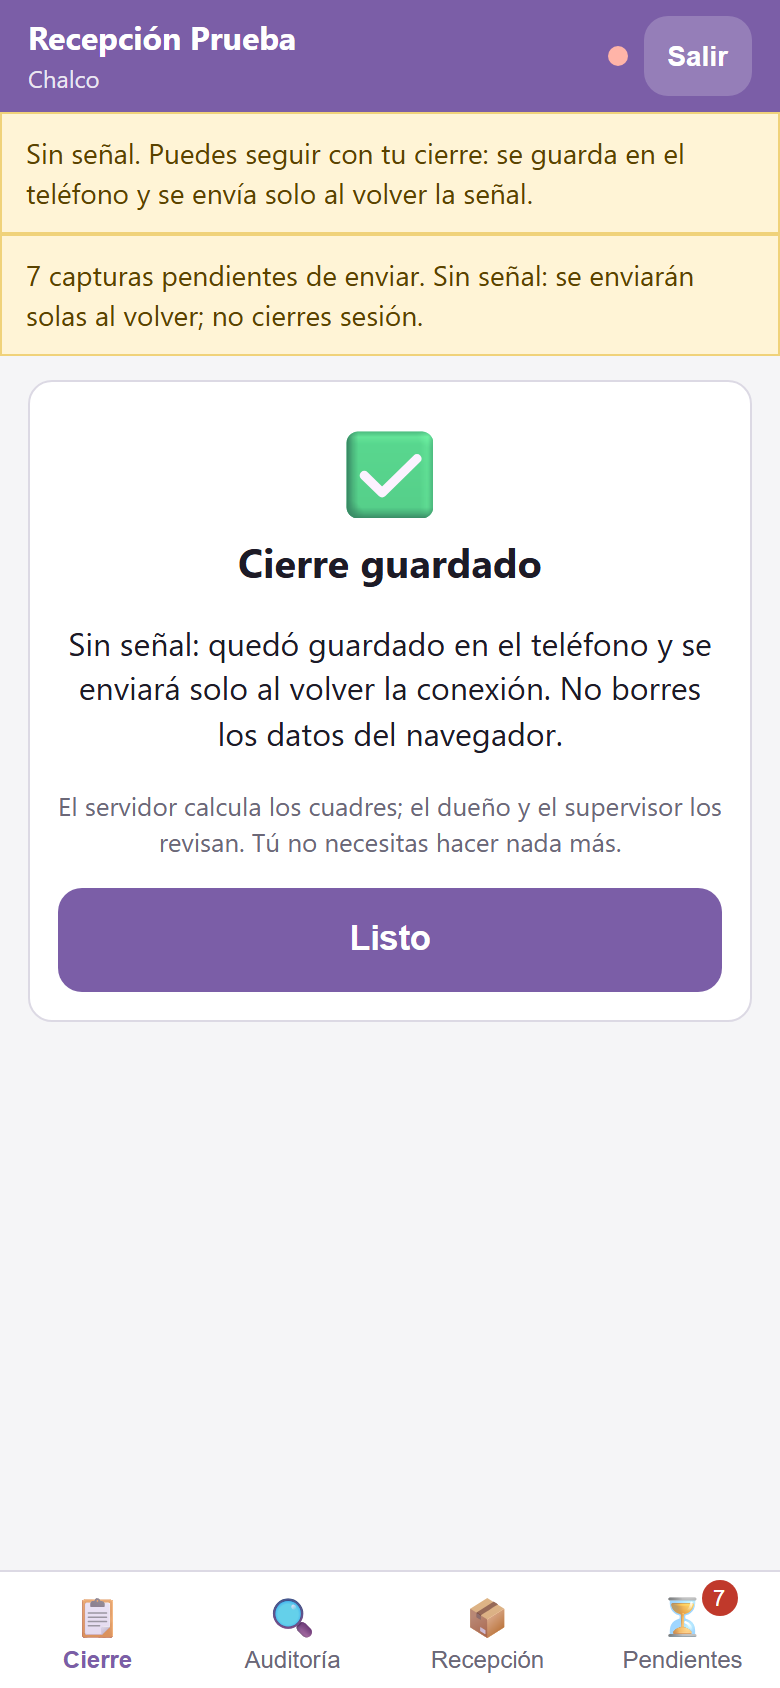 Recepción Prueba
Chalco
Salir
Sin señal. Puedes seguir con tu cierre: se guarda en el
teléfono y se envía solo al volver la señal.
7 capturas pendientes de enviar. Sin señal: se enviarán
solas al volver; no cierres sesión.
Cierre guardado
Sin señal: quedó guardado en el teléfono y se
enviará solo al volver la conexión. No borres
los datos del navegador.
El servidor calcula los cuadres; el dueño y el supervisor los
revisan. Tú no necesitas hacer nada más.
Listo
7
Cierre
Auditoría
Recepción
Pendientes